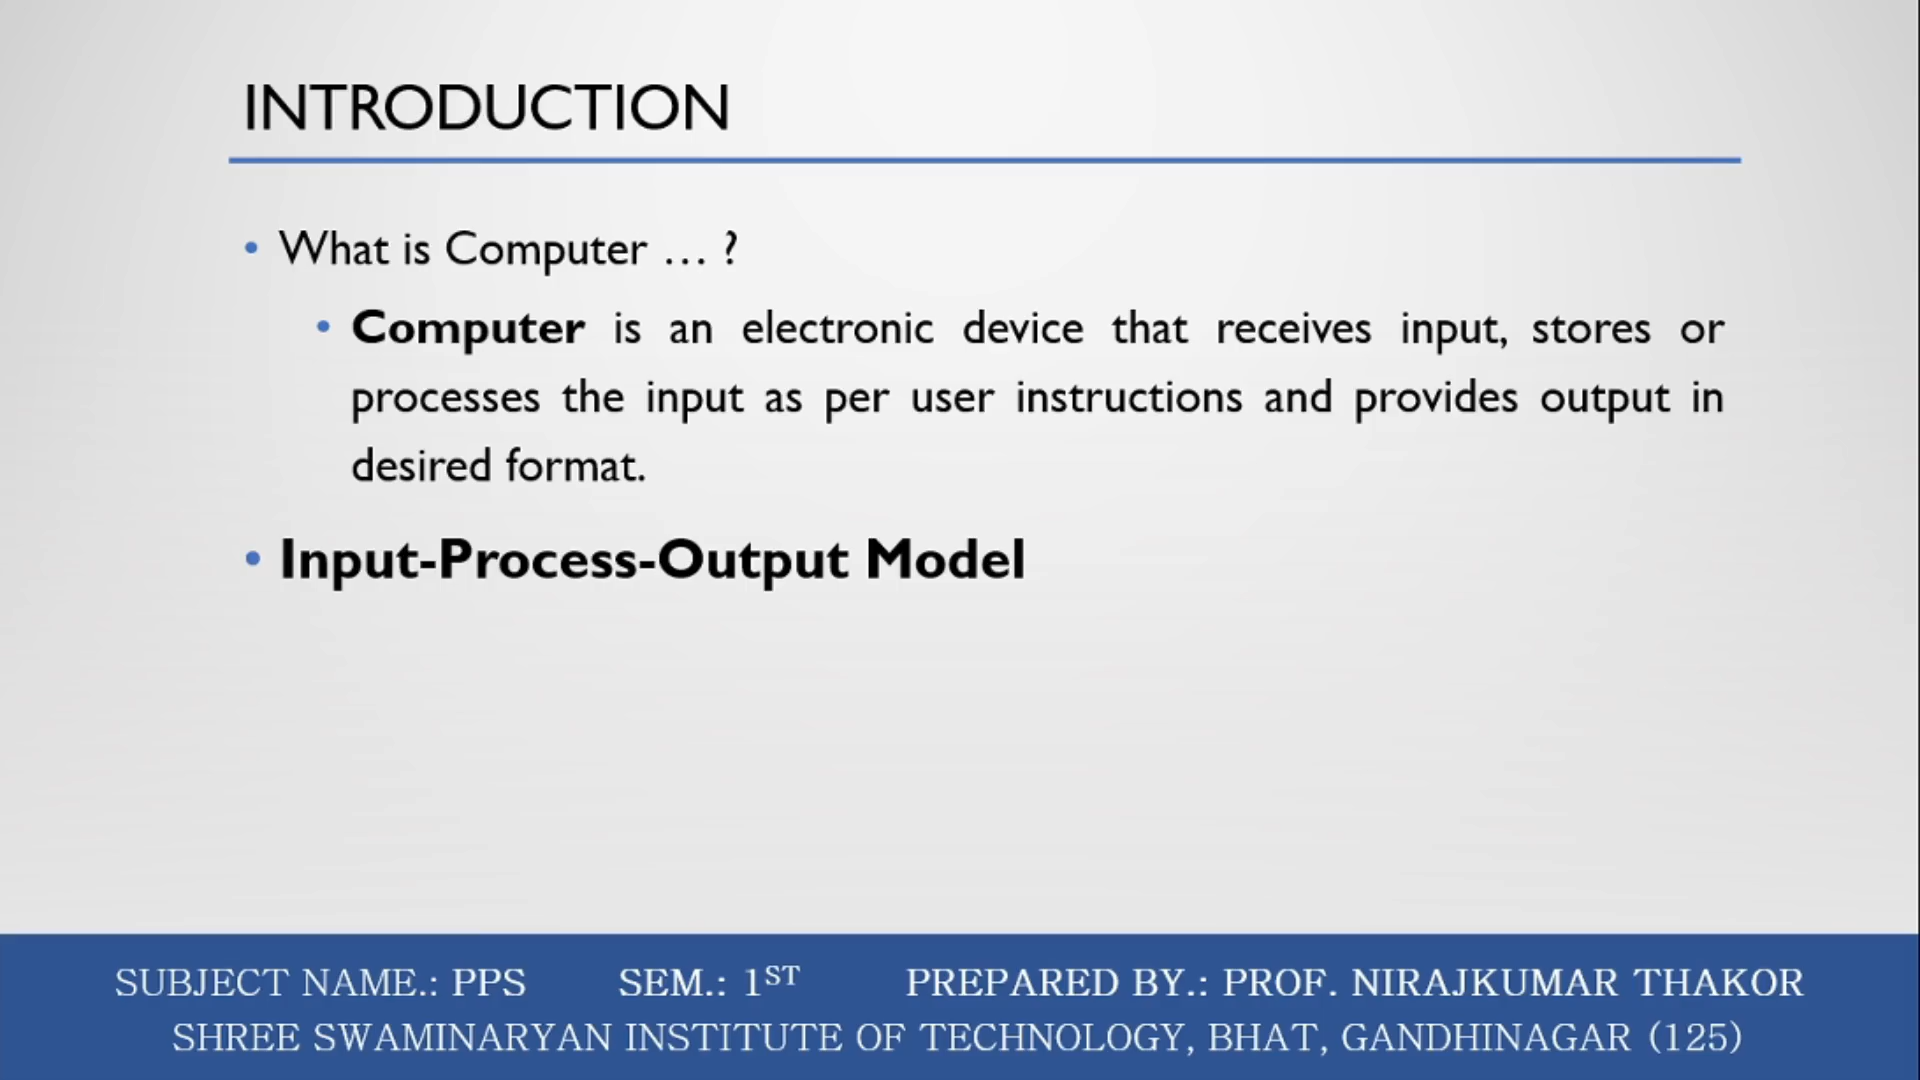 INTRODUCTION
• What is Computer … ?
• Computer is an electronic device that receives input, stores or
processes the input as per user instructions and provides output in
desired format.
• Input-Process-Output Model
SUBJECT NAME.: PPS SEM.: 1ST PREPARED BY.: PROF. NIRAJKUMAR THAKOR
SHREE SWAMINARYAN INSTITUTE OF TECHNOLOGY, BHAT, GANDHINAGAR (125)